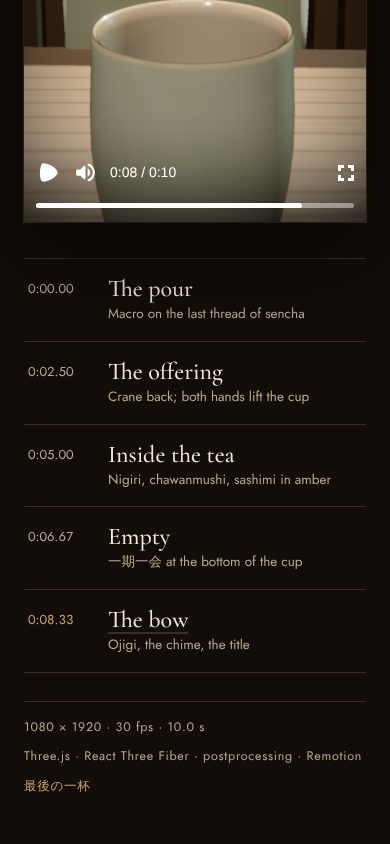 0:08 / 0:10
0:00.00
The pour
Macro on the last thread of sencha
0:02.50
The offering
Crane back; both hands lift the cup
0:05.00
Inside the tea
Nigiri, chawanmushi, sashimi in amber
0:06.67
Empty
一期一会 at the bottom of the cup
0:08.33
The bow
Ojigi, the chime, the title
1080 × 1920 · 30 fps · 10.0 s
Three.js · React Three Fiber · postprocessing · Remotion
最後の一杯